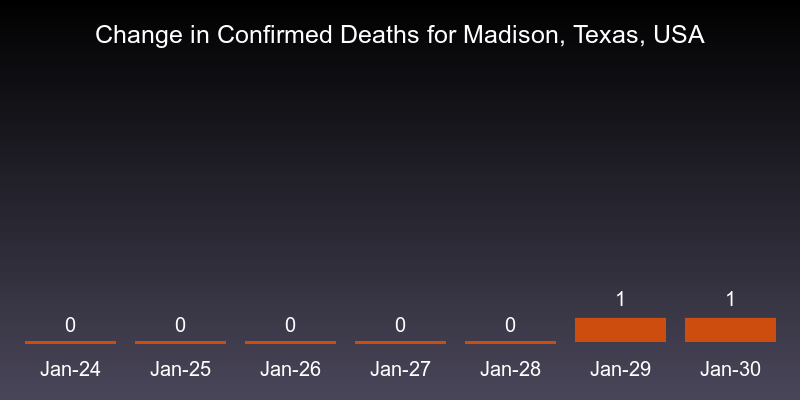 Change in Confirmed Deaths for Madison, Texas, USA
0 0 0 0 0 1 1
Jan-24 Jan-25 Jan-26 Jan-27 Jan-28 Jan-29 Jan-30